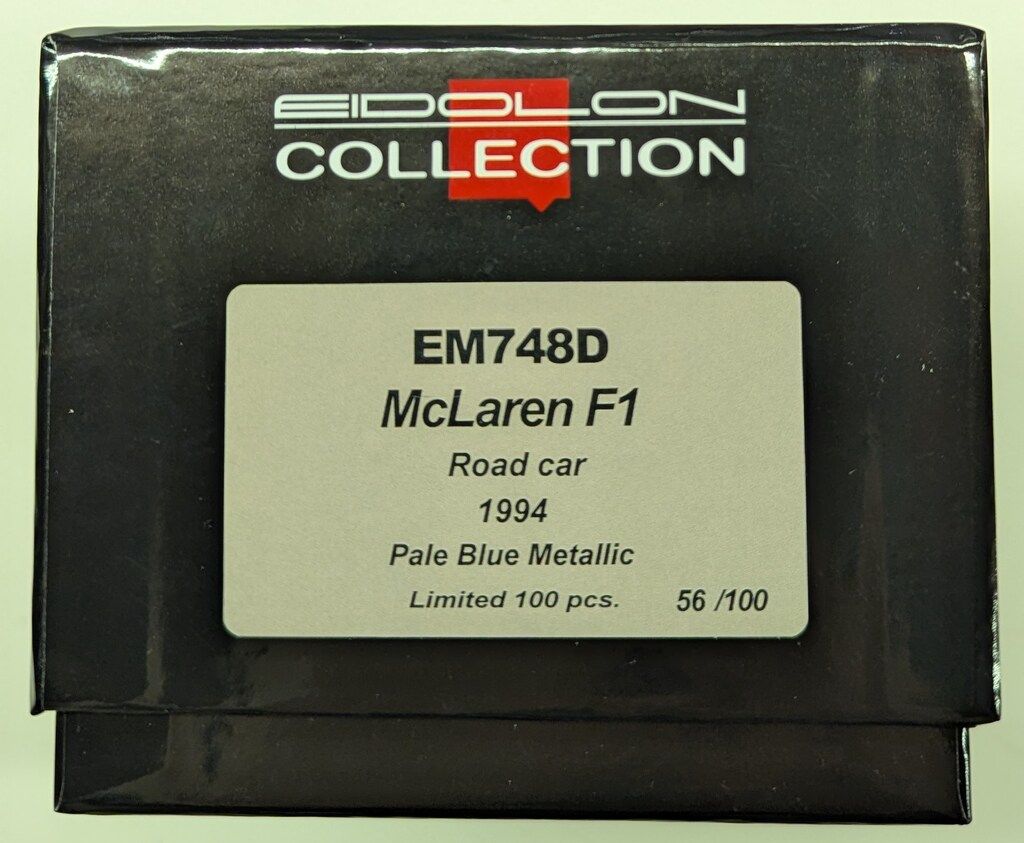 EIDOLON
COLLECTION
EM748D
McLaren F1
Road car
1994
Pale Blue Metallic
Limited 100 pcs. 56 /100